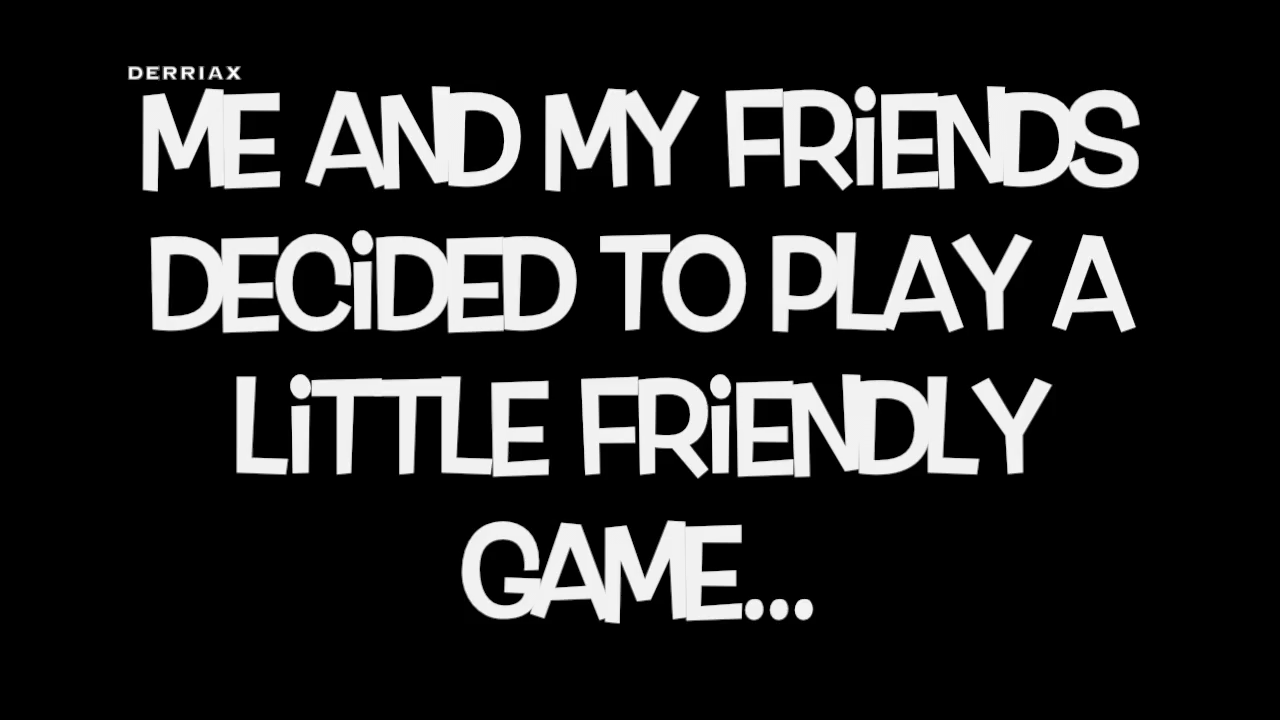 DERRIAX
ME AND MY FRiENDS
DECiDED TO PLAY A
LiTTLE FRiENDLY
GAME...